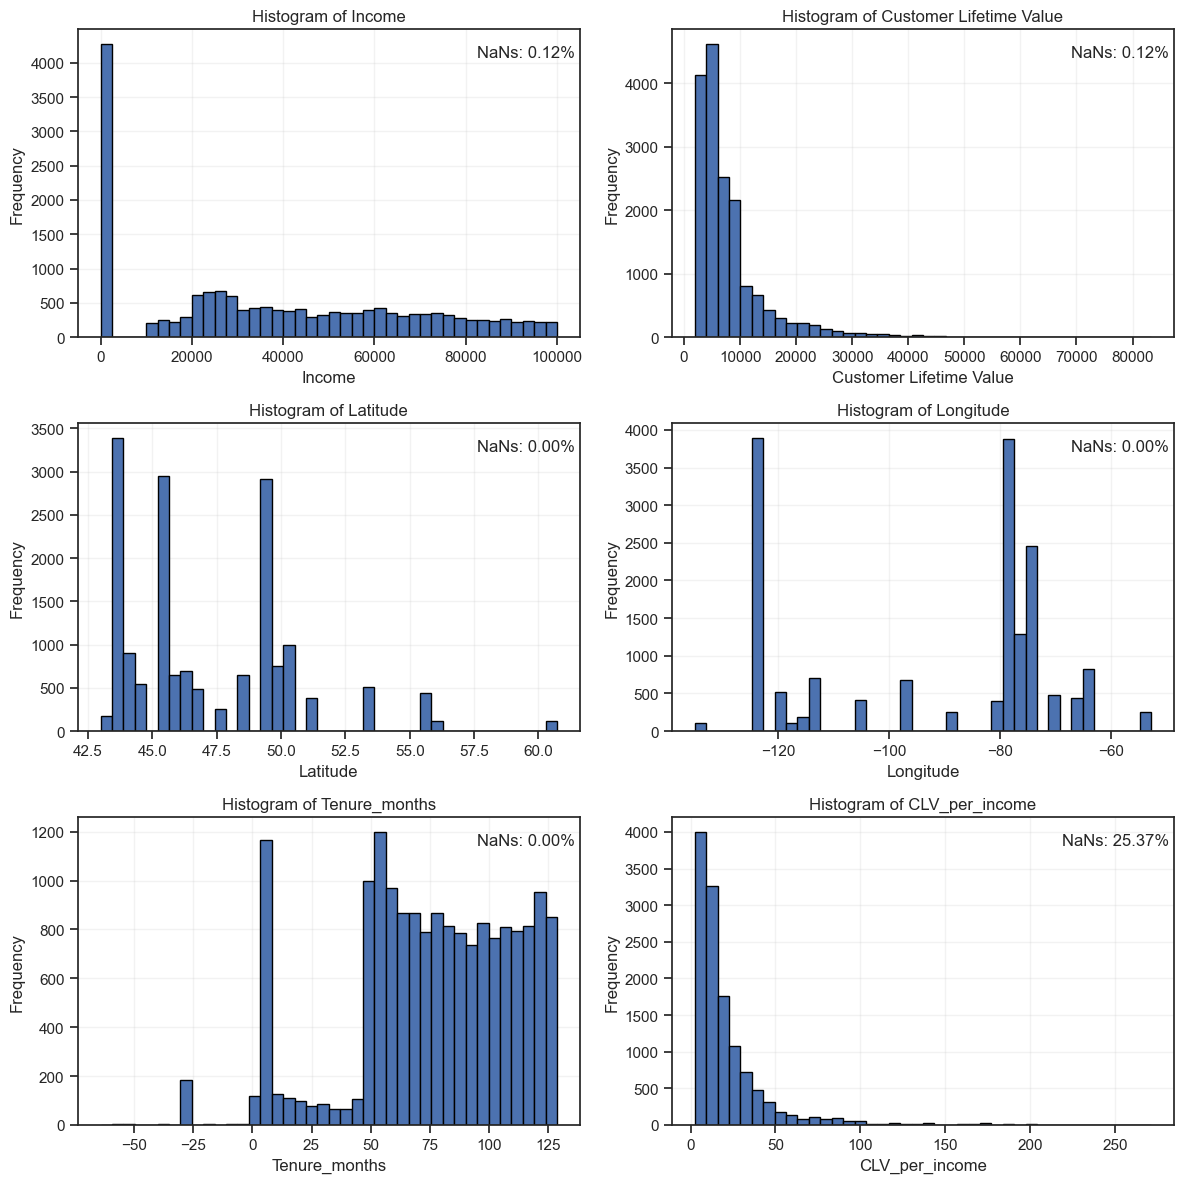 Histogram of Income
NaNs: 0.12%
Frequency
4000
3500
3000
2500
2000
1500
1000
500
0
0 20000 40000 60000 80000 100000
Income
Histogram of Customer Lifetime Value
NaNs: 0.12%
Frequency
4000
3000
2000
1000
0
0 10000 20000 30000 40000 50000 60000 70000 80000
Customer Lifetime Value
Histogram of Latitude
NaNs: 0.00%
Frequency
3500
3000
2500
2000
1500
1000
500
0
42.5 45.0 47.5 50.0 52.5 55.0 57.5 60.0
Latitude
Histogram of Longitude
NaNs: 0.00%
Frequency
4000
3500
3000
2500
2000
1500
1000
500
0
−120 −100 −80 −60
Longitude
Histogram of Tenure_months
NaNs: 0.00%
Frequency
1200
1000
800
600
400
200
0
−50 −25 0 25 50 75 100 125
Tenure_months
Histogram of CLV_per_income
NaNs: 25.37%
Frequency
4000
3500
3000
2500
2000
1500
1000
500
0
0 50 100 150 200 250
CLV_per_income